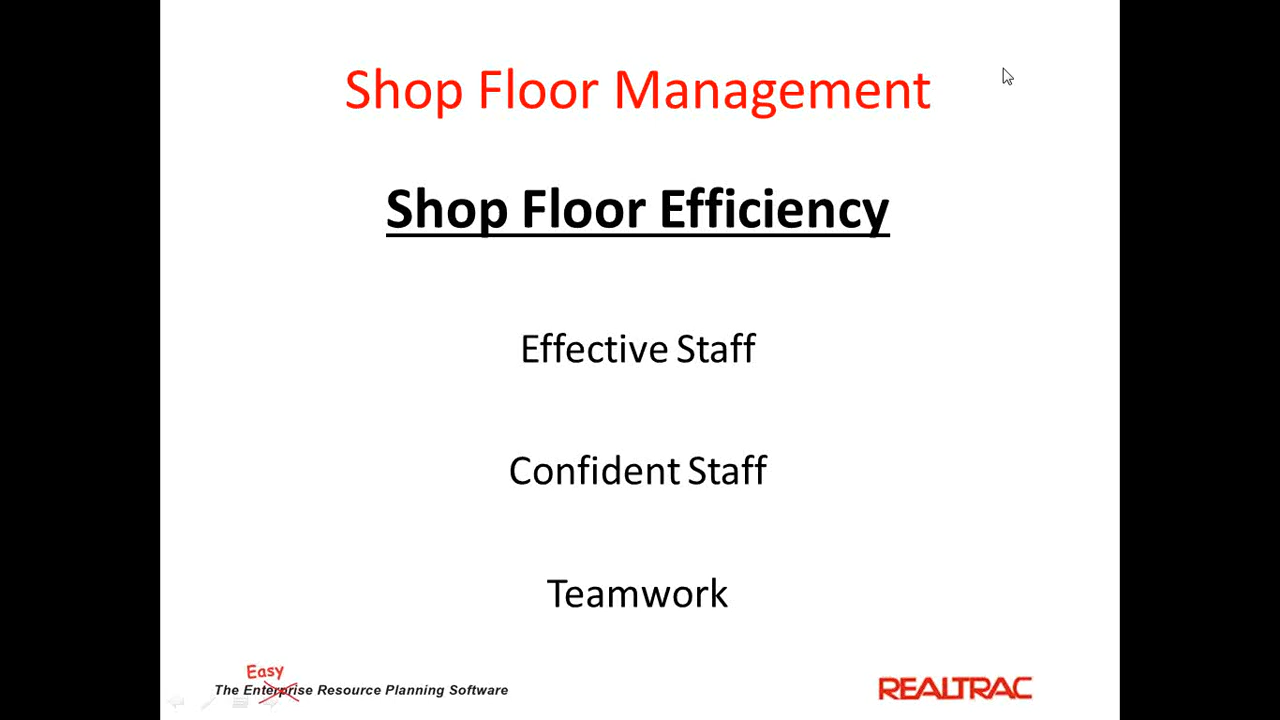 Shop Floor Management
Shop Floor Efficiency
Effective Staff
Confident Staff
Teamwork
Easy
The Enterprise Resource Planning Software
REALTRAC